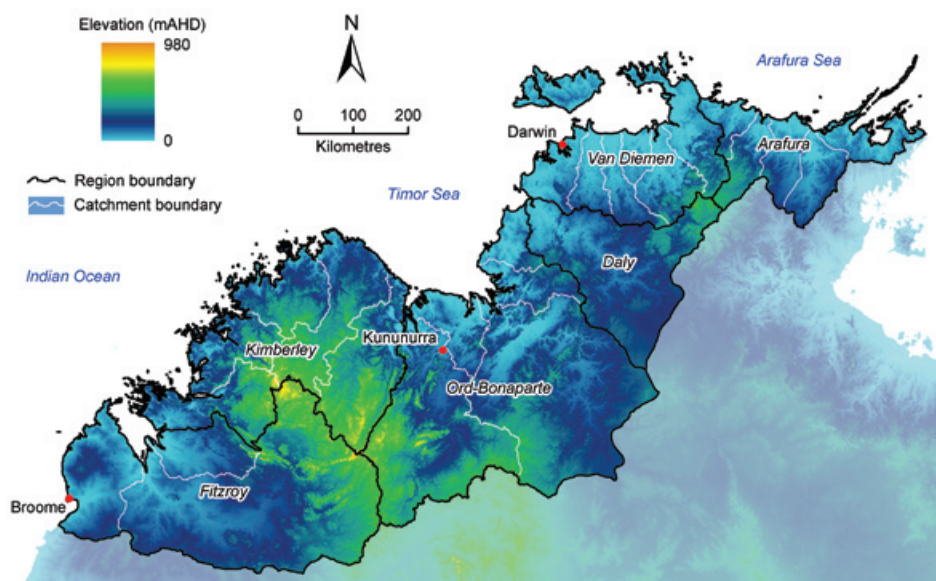 Elevation (mAHD)
980
0
N
0 100 200
Kilometres
Region boundary
Catchment boundary
Arafura Sea
Timor Sea
Indian Ocean
Darwin
Van Diemen
Arafura
Daly
Kimberley
Kununurra
Ord-Bonaparte
Fitzroy
Broome